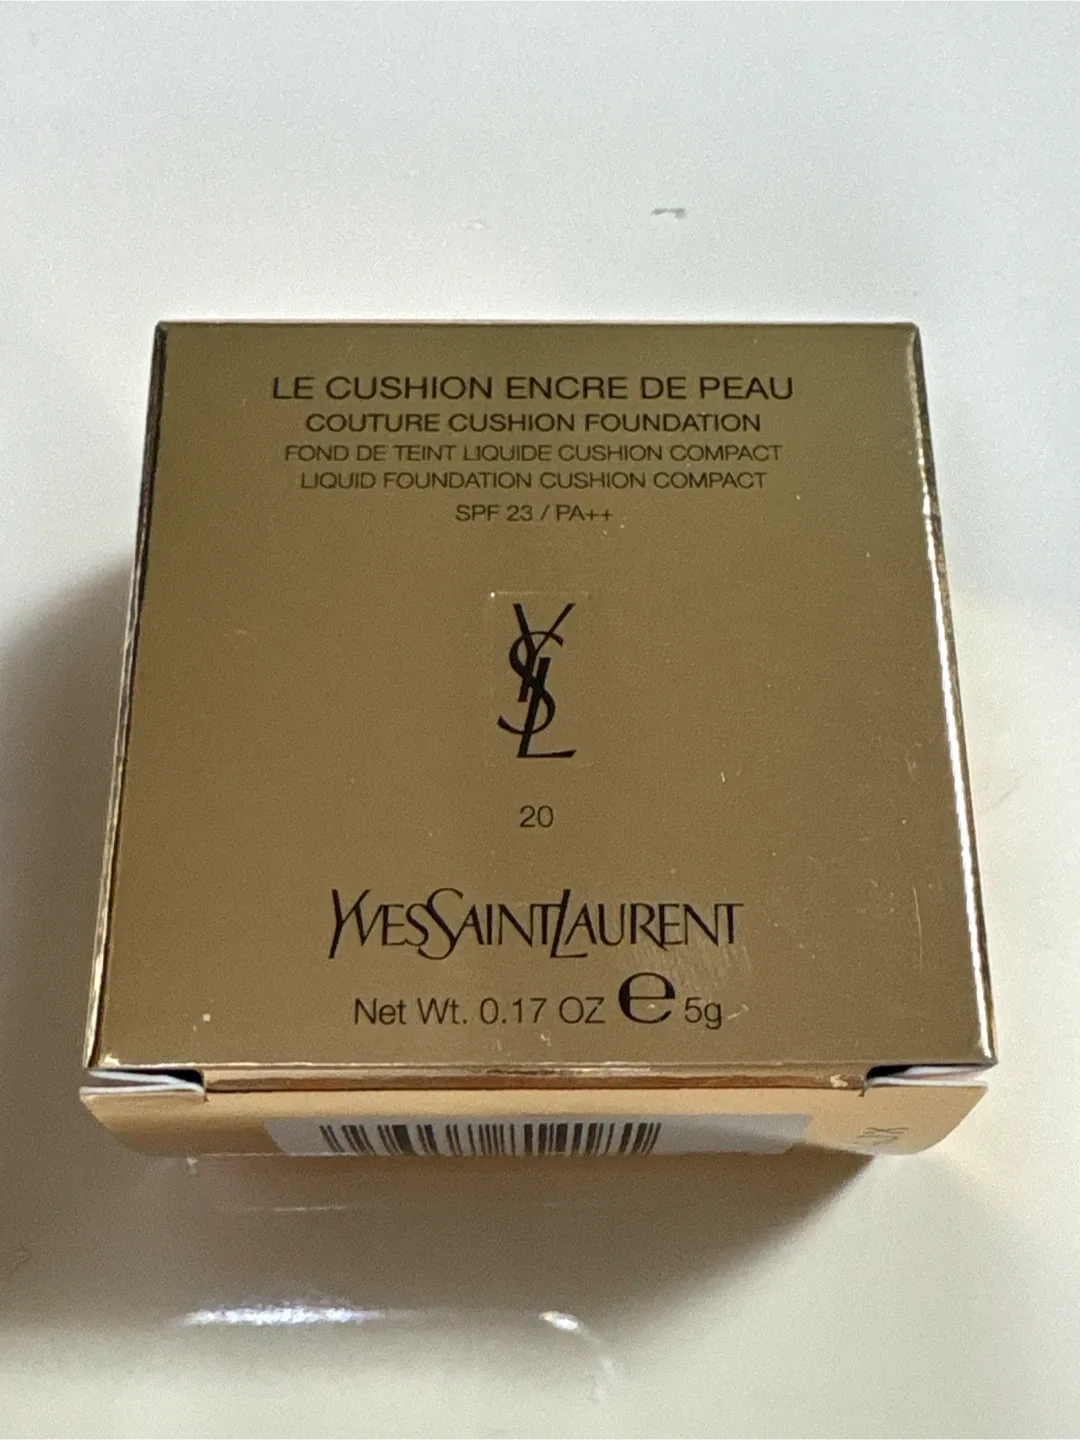 LE CUSHION ENCRE DE PEAU
COUTURE CUSHION FOUNDATION
FOND DE TEINT LIQUIDE CUSHION COMPACT
LIQUID FOUNDATION CUSHION COMPACT
SPF 23 / PA++
YSL
20
YVESSAINTLAURENT
Net Wt. 0.17 OZ e 5g